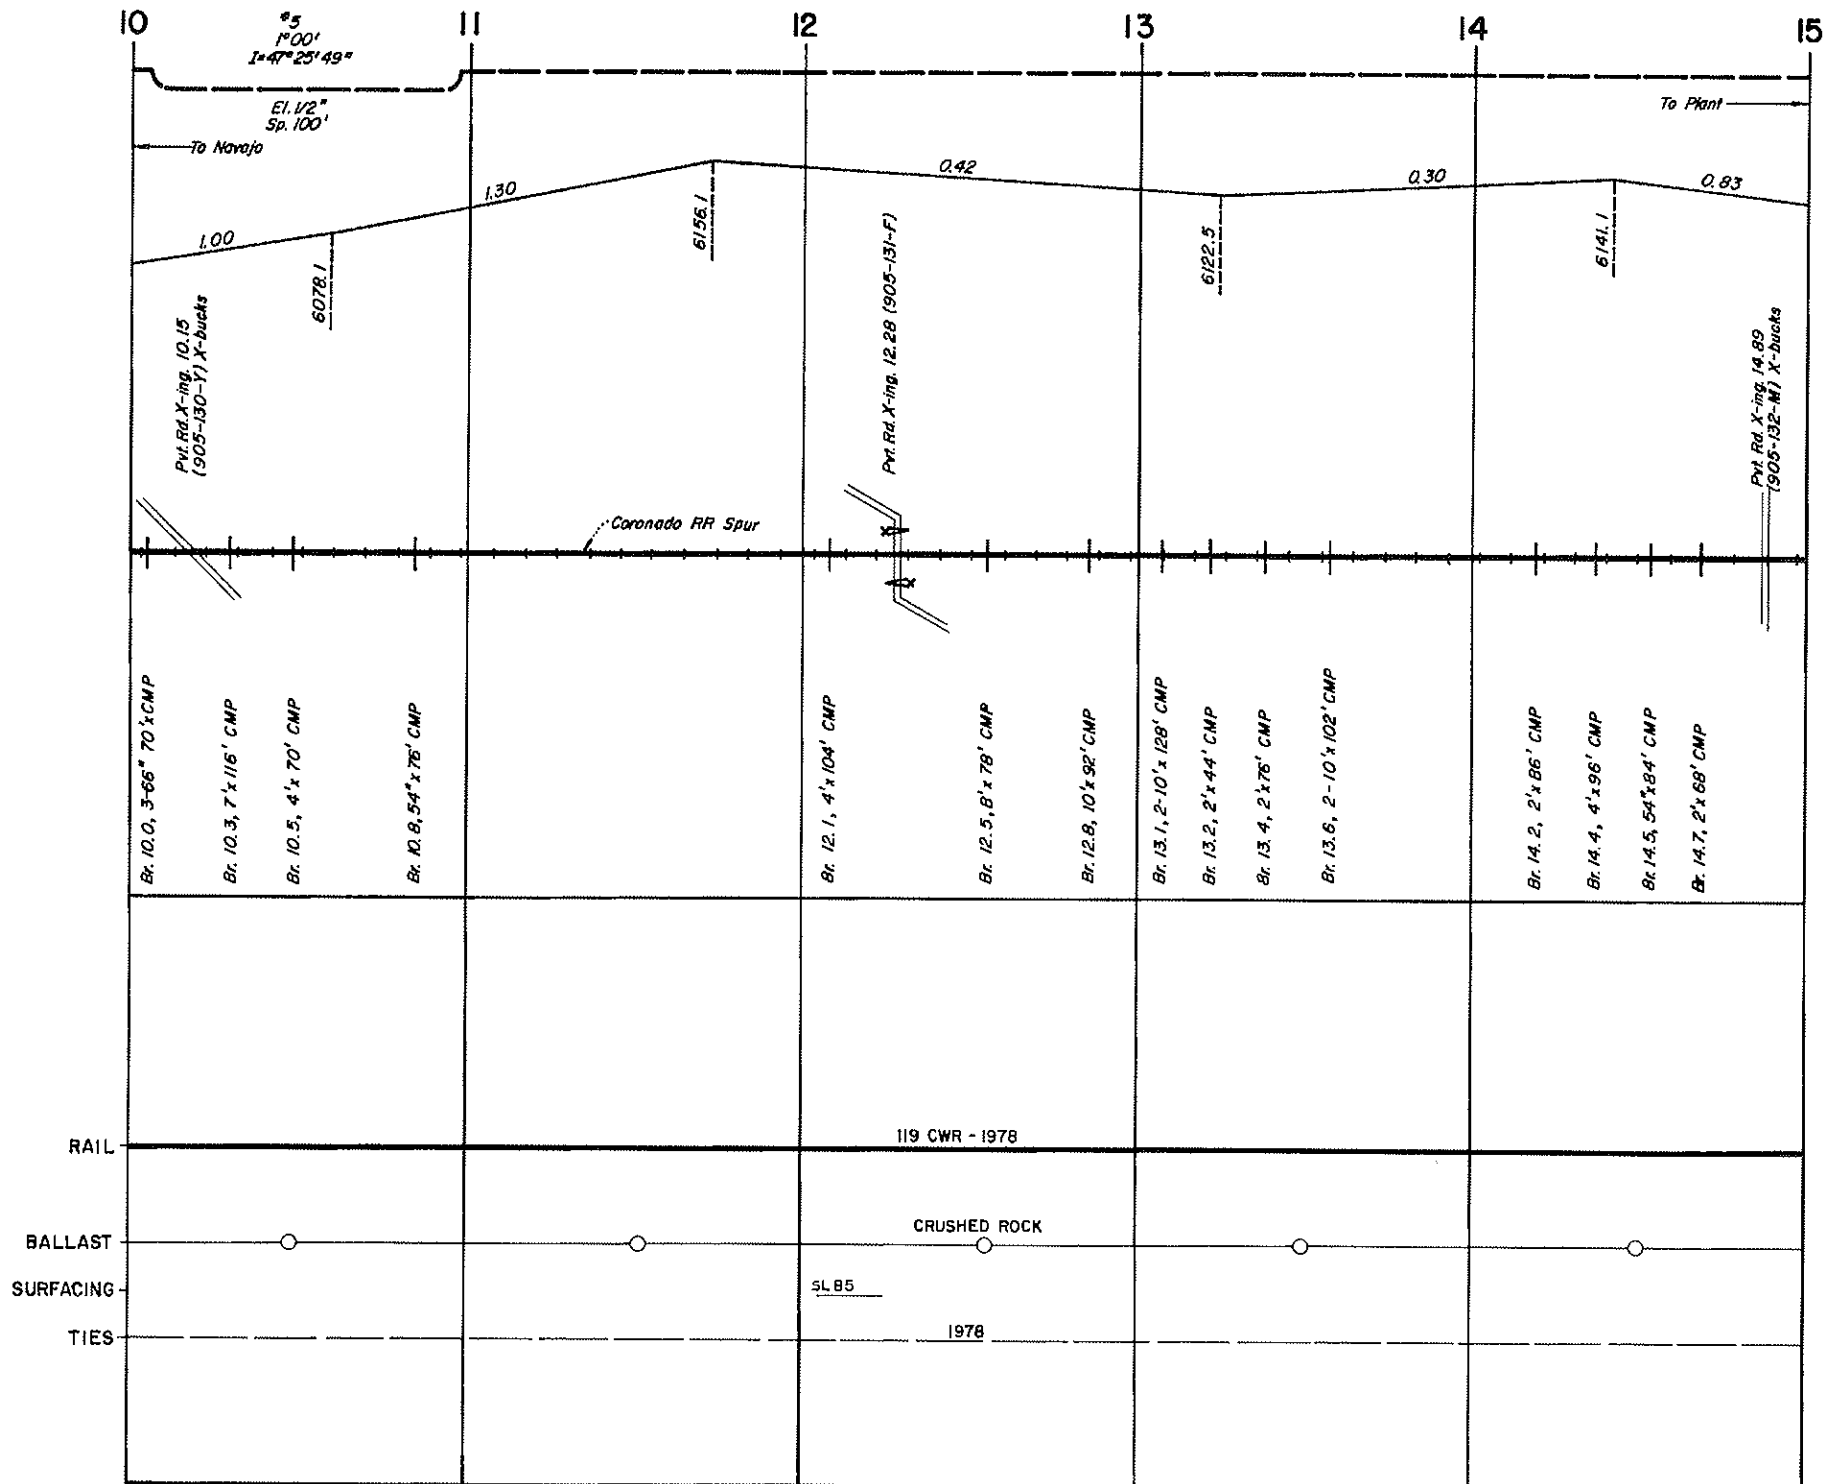 10
11
12
13
14
15
#5
1°00'
I=47°25'49"
El. 1/2"
Sp. 100'
To Navajo
To Plant
1.00
1.30
0.42
0.30
0.83
6078.1
6156.1
6122.5
6141.1
Pvt. Rd. X-ing. 10.15
(905-130-Y) X-bucks
Pvt. Rd. X-ing. 12.28 (905-131-F)
Pvt. Rd. X-ing. 14.89
(905-132-M) X-bucks
Coronado RR Spur
Br. 10.0, 3-66" 70'xCMP
Br. 10.3, 7'x 116' CMP
Br. 10.5, 4'x 70' CMP
Br. 10.8, 54"x 76' CMP
Br. 12.1, 4'x 104' CMP
Br. 12.5, 8'x 78' CMP
Br. 12.8, 10'x 92' CMP
Br. 13.1, 2-10'x 128' CMP
Br. 13.2, 2'x 44' CMP
Br. 13.4, 2'x 76' CMP
Br. 13.6, 2-10'x 102' CMP
Br. 14.2, 2'x 86' CMP
Br. 14.4, 4'x 96' CMP
Br. 14.5, 54"x 84' CMP
Br. 14.7, 2'x 68' CMP
RAIL
119 CWR - 1978
BALLAST
CRUSHED ROCK
SURFACING
SL 85
TIES
1978